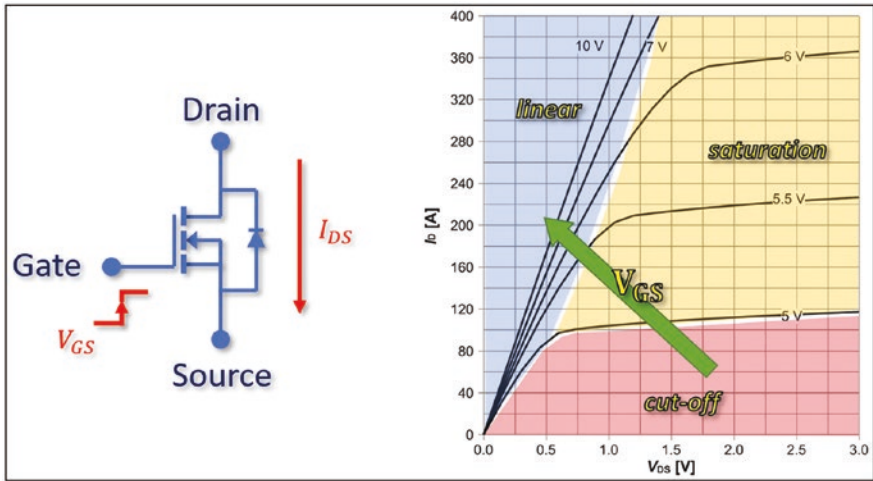 Drain
Gate
Source
V_GS
I_DS
400
360
320
280
240
200
160
120
80
40
0
I_D [A]
10 V
7 V
6 V
5.5 V
5 V
linear
saturation
V_GS
cut-off
0.0 0.5 1.0 1.5 2.0 2.5 3.0
V_DS [V]